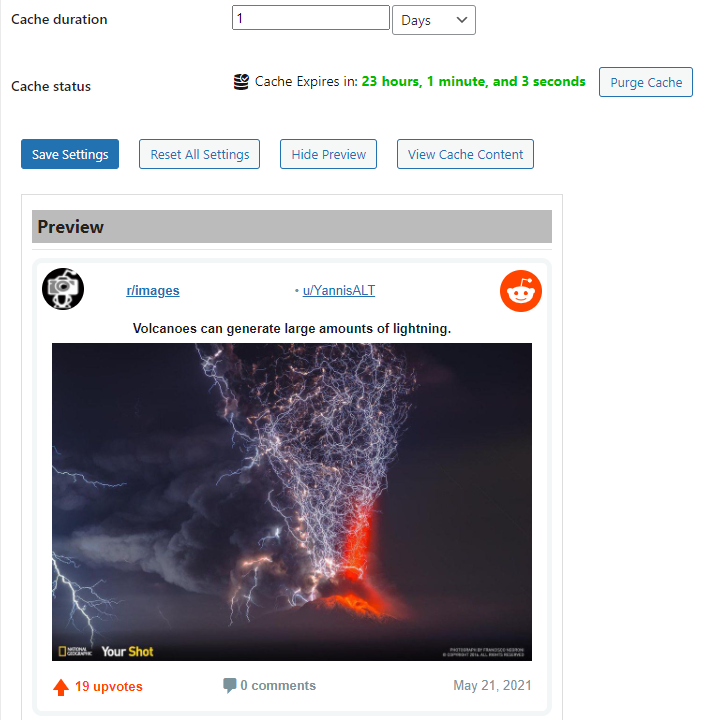 Cache duration
1
Days
Cache status
Cache Expires in: 23 hours, 1 minute, and 3 seconds
Purge Cache
Save Settings
Reset All Settings
Hide Preview
View Cache Content
Preview
r/images
• u/YannisALT
Volcanoes can generate large amounts of lightning.
NATIONAL
GEOGRAPHIC
Your Shot
PHOTOGRAPH BY FRANCISCO NEGRONI
© COPYRIGHT 2016. ALL RIGHTS RESERVED
19 upvotes
0 comments
May 21, 2021